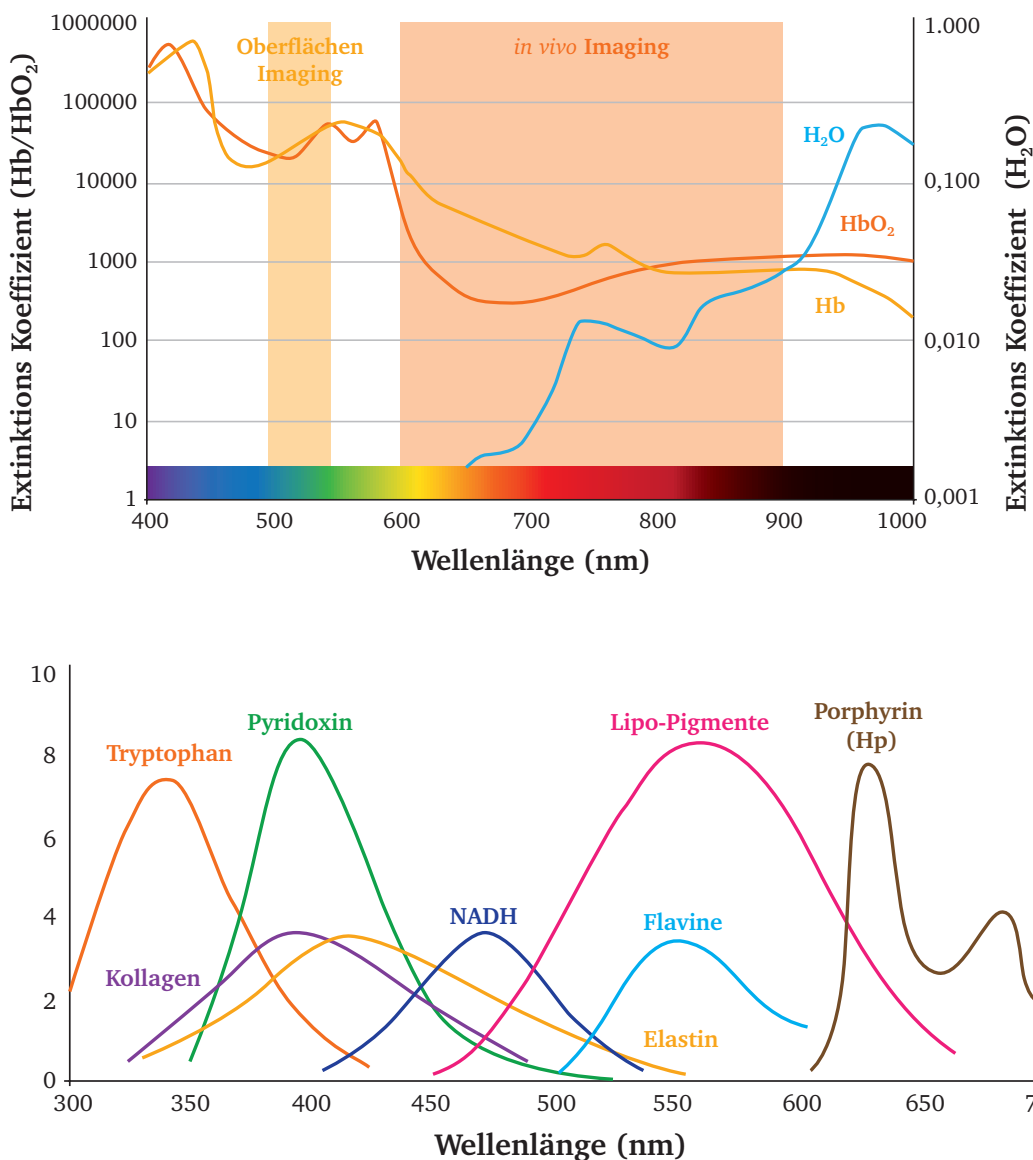 Extinktions Koeffizient (Hb/HbO₂)
1000000
100000
10000
1000
100
10
1
Oberflächen
Imaging
in vivo Imaging
H₂O
HbO₂
Hb
1.000
0,100
0,010
0,001
Extinktions Koeffizient (H₂O)
400 500 600 700 800 900 1000
Wellenlänge (nm)
10
8
6
4
2
0
Tryptophan
Pyridoxin
Kollagen
NADH
Elastin
Lipo-Pigmente
Flavine
Porphyrin
(Hp)
300 350 400 450 500 550 600 650 7
Wellenlänge (nm)